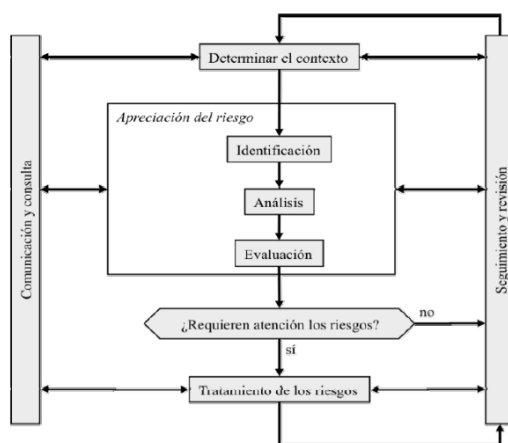 Determinar el contexto
Apreciación del riesgo
Identificación
Análisis
Evaluación
¿Requieren atención los riesgos?
no
sí
Tratamiento de los riesgos
Comunicación y consulta
Seguimiento y revisión